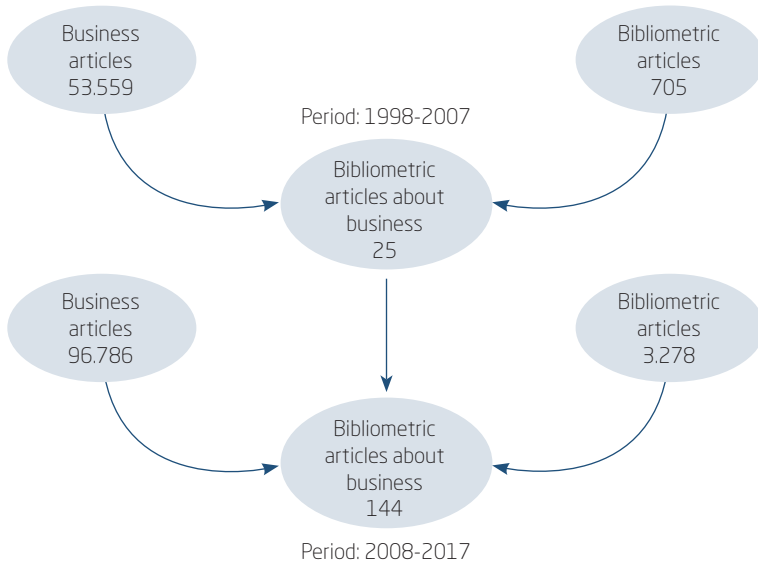 Business
articles
53.559
Bibliometric
articles
705
Period: 1998-2007
Bibliometric
articles about
business
25
Business
articles
96.786
Bibliometric
articles
3.278
Bibliometric
articles about
business
144
Period: 2008-2017